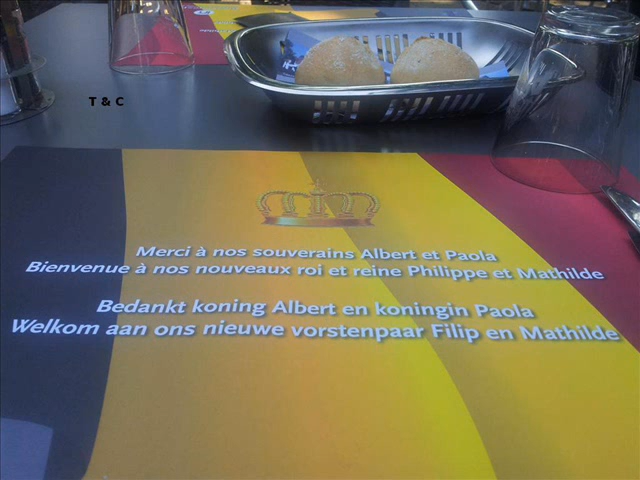 T & C
Merci à nos souverains Albert et Paola
Bienvenue à nos nouveaux roi et reine Philippe et Mathilde
Bedankt koning Albert en koningin Paola
Welkom aan ons nieuwe vorstenpaar Filip en Mathilde